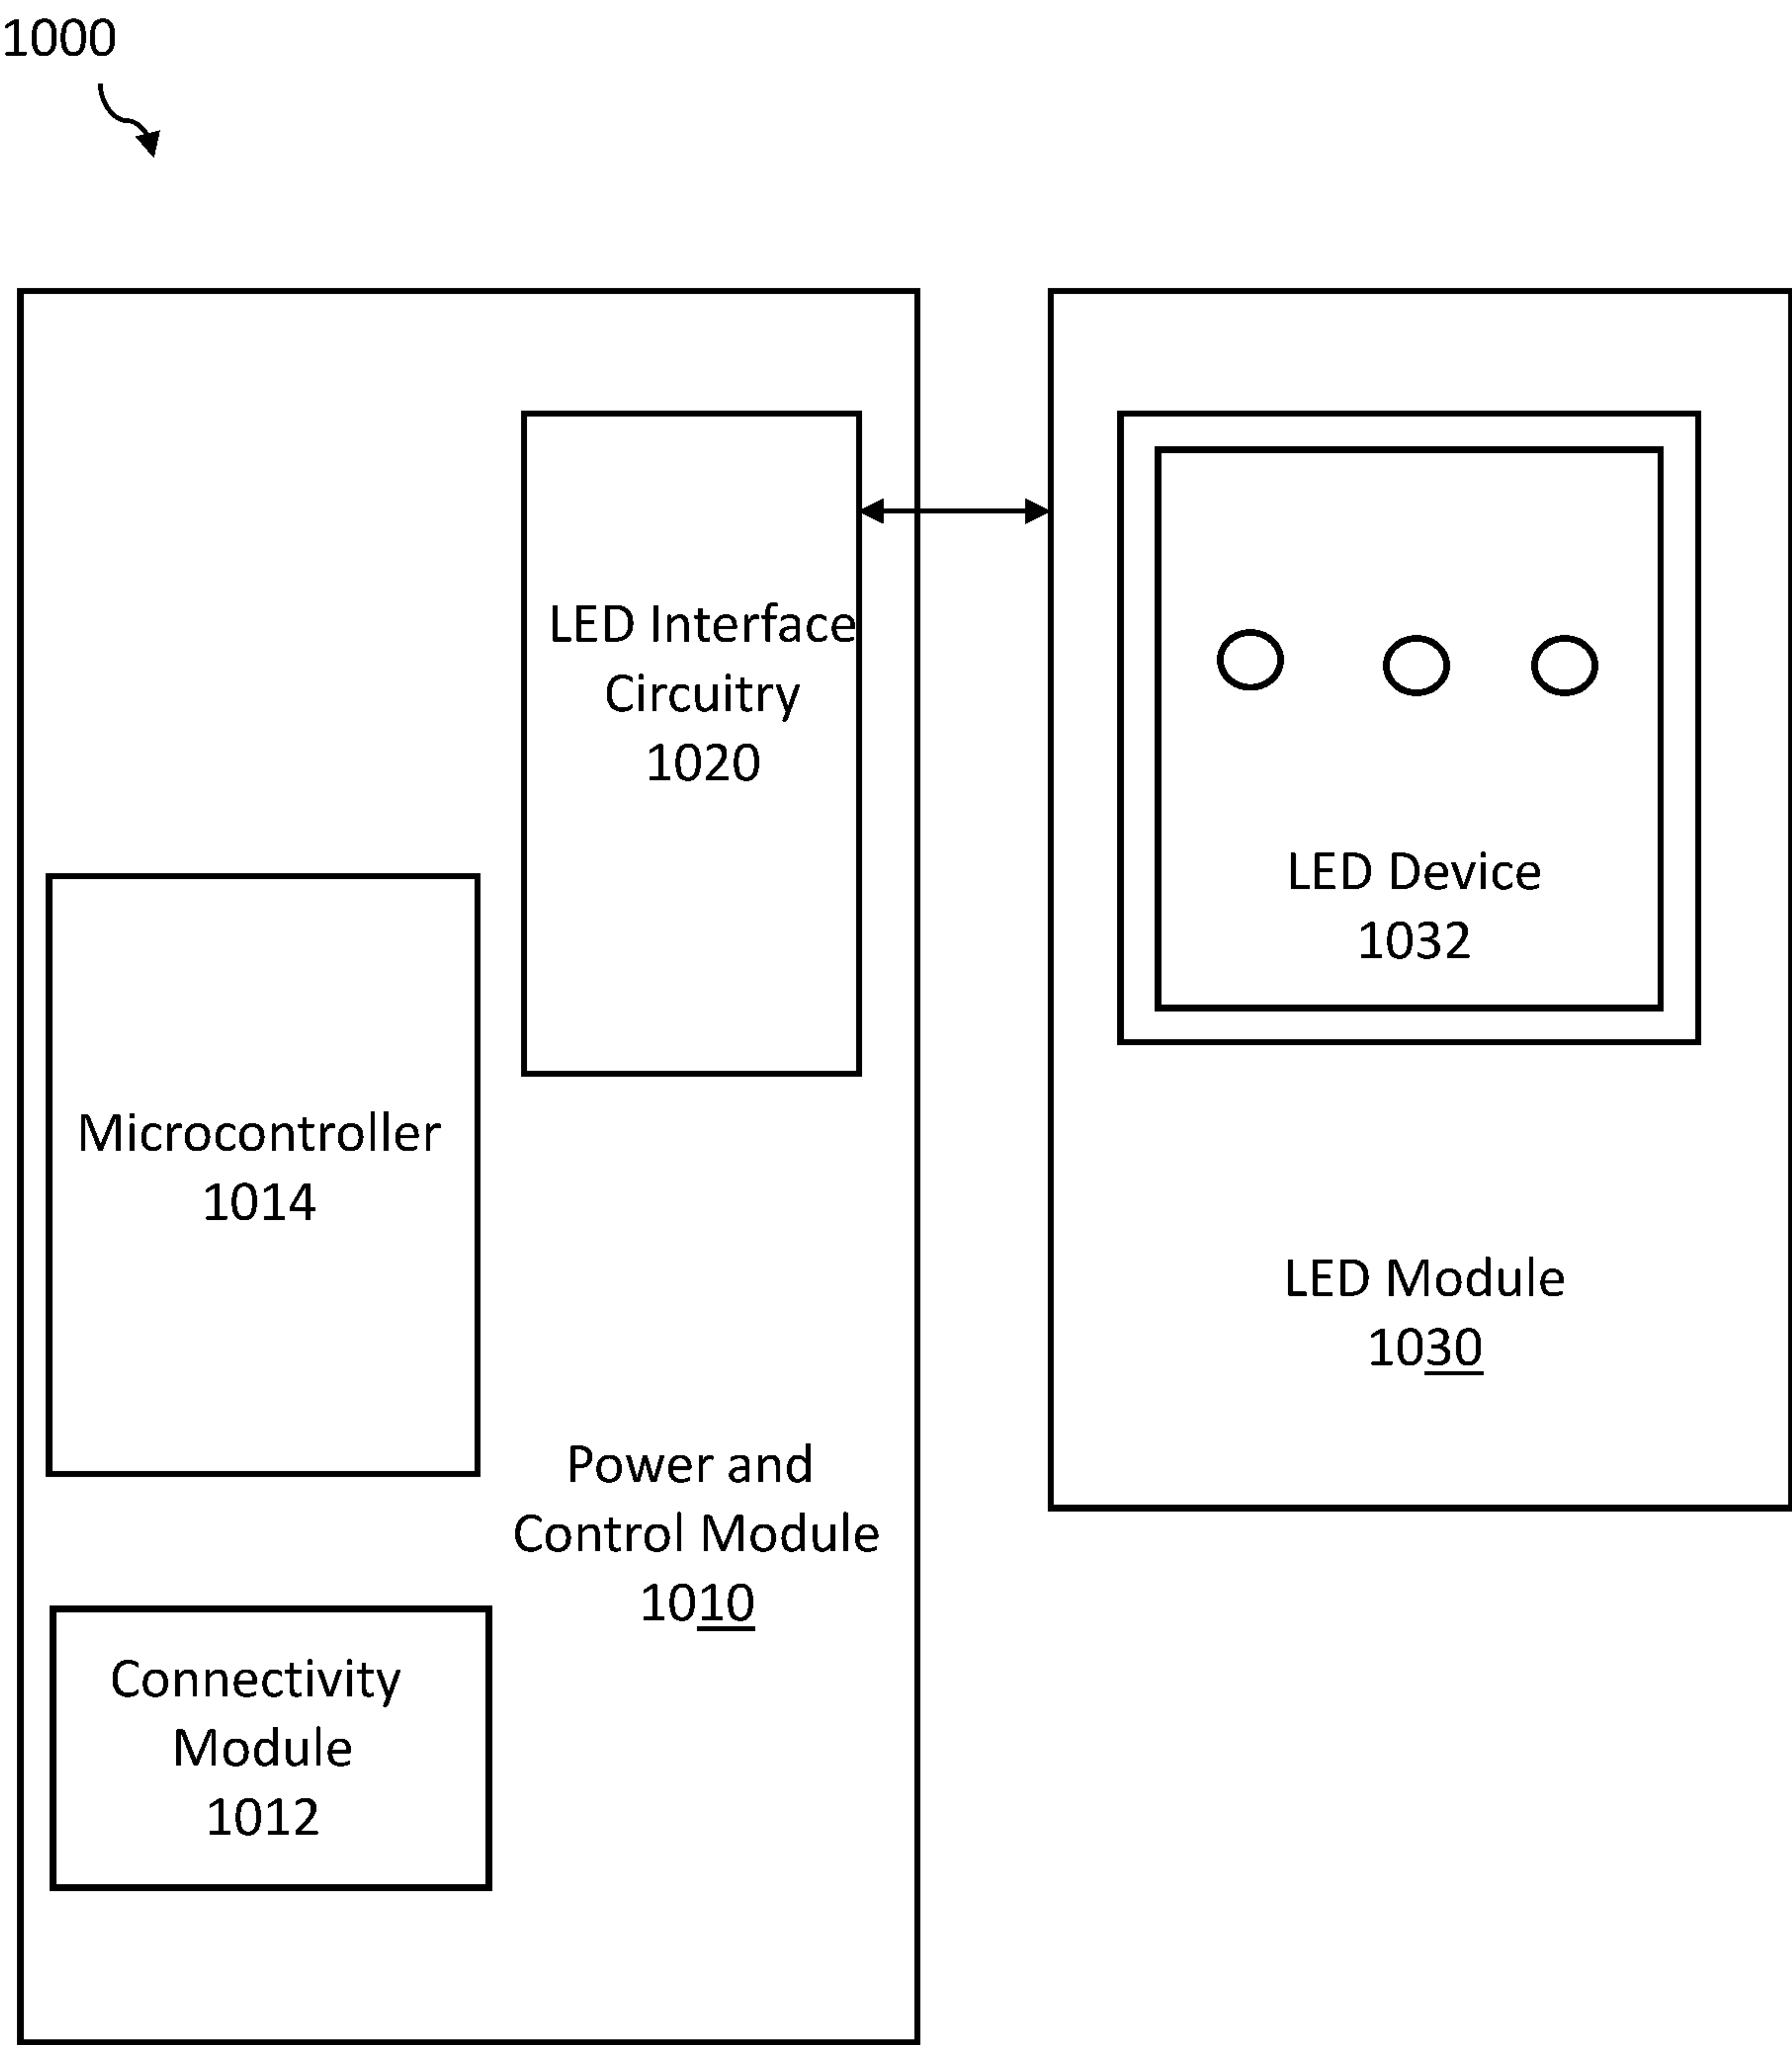 1000
LED Interface
Circuitry
1020
Microcontroller
1014
Power and
Control Module
1010
Connectivity
Module
1012
LED Device
1032
LED Module
1030